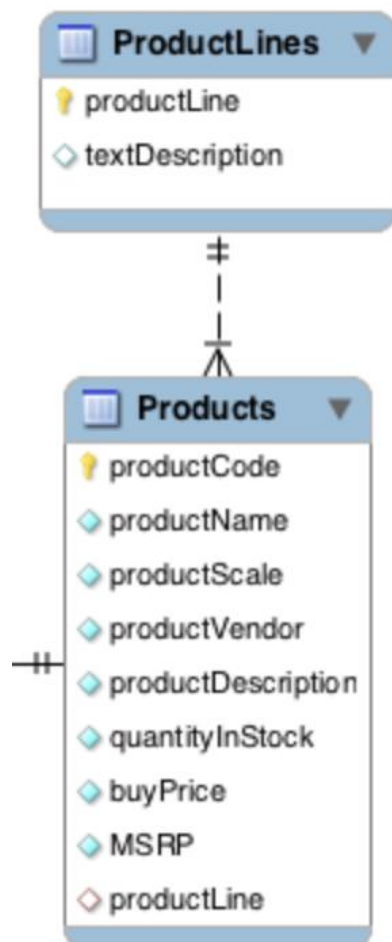 ProductLines
productLine
textDescription
Products
productCode
productName
productScale
productVendor
productDescription
quantityInStock
buyPrice
MSRP
productLine